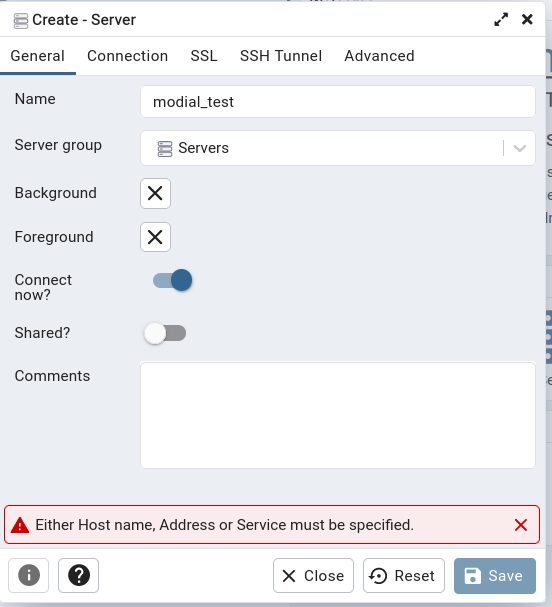 Create - Server
General Connection SSL SSH Tunnel Advanced
Name modial_test
Server group Servers
Background
Foreground
Connect
now?
Shared?
Comments
Either Host name, Address or Service must be specified.
Close Reset Save